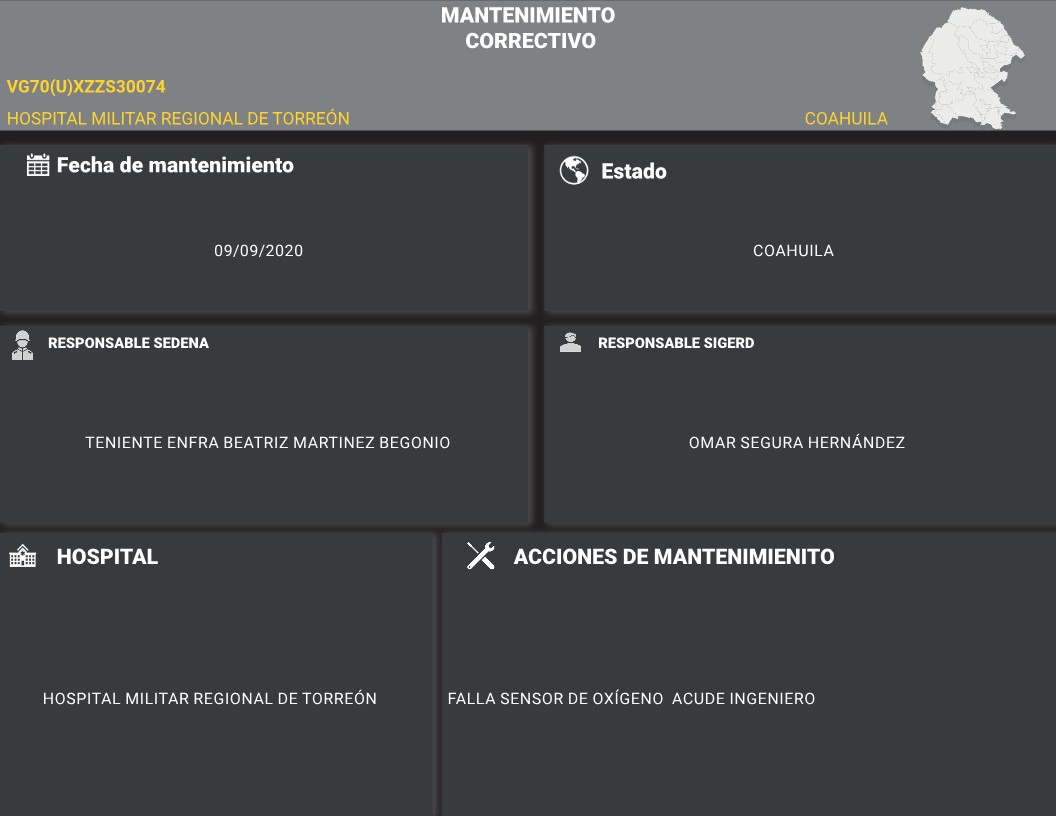 MANTENIMIENTO
CORRECTIVO
VG70(U)XZZS30074
HOSPITAL MILITAR REGIONAL DE TORREÓN
COAHUILA
Fecha de mantenimiento
09/09/2020
Estado
COAHUILA
RESPONSABLE SEDENA
TENIENTE ENFRA BEATRIZ MARTINEZ BEGONIO
RESPONSABLE SIGERD
OMAR SEGURA HERNÁNDEZ
HOSPITAL
HOSPITAL MILITAR REGIONAL DE TORREÓN
ACCIONES DE MANTENIMIENITO
FALLA SENSOR DE OXÍGENO  ACUDE INGENIERO